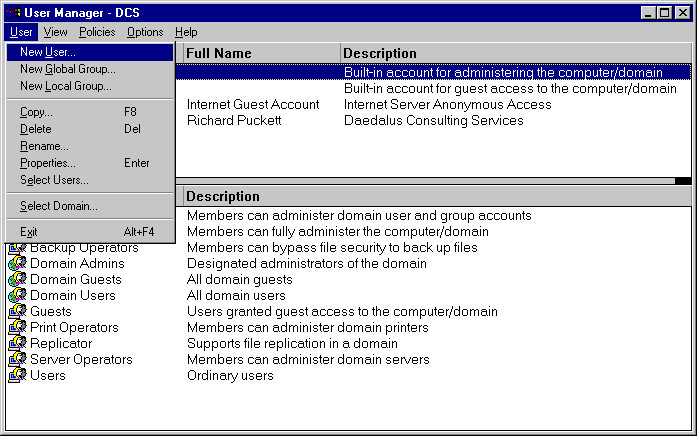 User Manager - DCS
User View Policies Options Help
New User...
New Global Group...
New Local Group...
Copy... F8
Delete Del
Rename...
Properties... Enter
Select Users...
Select Domain...
Exit Alt+F4
Full Name Description
Built-in account for administering the computer/domain
Built-in account for guest access to the computer/domain
Internet Guest Account Internet Server Anonymous Access
Richard Puckett Daedalus Consulting Services
Description
Members can administer domain user and group accounts
Members can fully administer the computer/domain
Backup Operators Members can bypass file security to back up files
Domain Admins Designated administrators of the domain
Domain Guests All domain guests
Domain Users All domain users
Guests Users granted guest access to the computer/domain
Print Operators Members can administer domain printers
Replicator Supports file replication in a domain
Server Operators Members can administer domain servers
Users Ordinary users